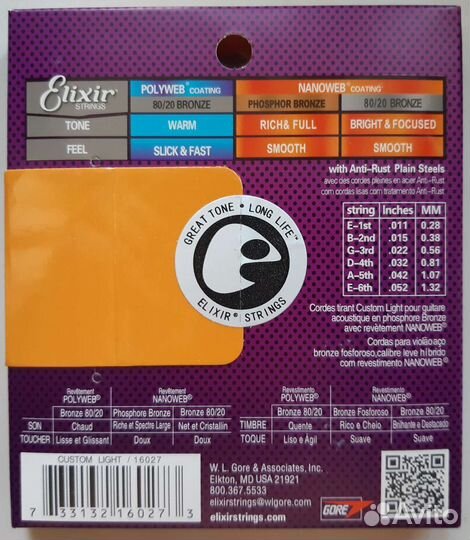 Elixir
STRINGS
POLYWEB® COATING
NANOWEB® COATING
80/20 BRONZE
PHOSPHOR BRONZE
80/20 BRONZE
TONE
WARM
RICH & FULL
BRIGHT & FOCUSED
FEEL
SLICK & FAST
SMOOTH
SMOOTH
with Anti-Rust Plain Steels
avec des cordes pleines en acier Anti-Rust
com cordas lisas com tratamento Anti-Rust
string Inches MM
E-1st .011 0.28
B-2nd .015 0.38
G-3rd .022 0.56
D-4th .032 0.81
A-5th .042 1.07
E-6th .052 1.32
GREAT TONE • LONG LIFE™
ELIXIR® STRINGS
Cordes tirant Custom Light pour guitare
acoustique en phosphore Bronze
avec revêtement NANOWEB®
Cordas para violão aço
bronze fosforoso, calibre leve híbrido
com revestimento NANOWEB®
Revêtement
POLYWEB®
Revêtement
NANOWEB®
Bronze 80/20
Phosphore Bronze
Bronze 80/20
SON
Chaud
Riche et Spectre Large
Net et Cristallin
TOUCHER
Lisse et Glissant
Doux
Doux
Revestimento
POLYWEB®
Revestimento
NANOWEB®
Bronze 80/20
Bronze Fosforoso
Bronze 80/20
TIMBRE
Quente
Rico e Cheio
Brilhante e Destacado
TOQUE
Liso e Ágil
Suave
Suave
CUSTOM LIGHT / 16027
7 33132 16027 3
W. L. Gore & Associates, Inc.
Elkton, MD USA 21921
800.367.5533
elixirstrings@wlgore.com
elixirstrings.com
GORE
Avito